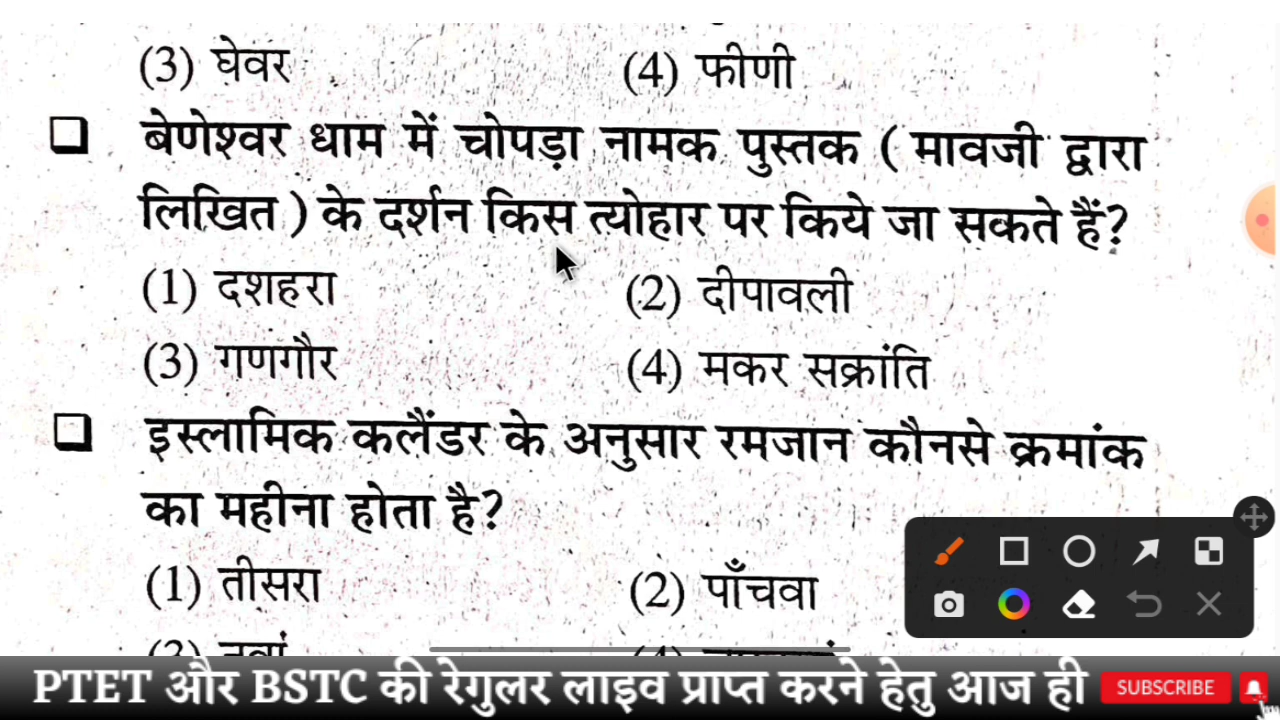 (3) घेवर (4) फीणी
बेणेश्वर धाम में चोपड़ा नामक पुस्तक ( मावजी द्वारा
लिखित ) के दर्शन किस त्योहार पर किये जा सकते हैं?
(1) दशहरा (2) दीपावली
(3) गणगौर (4) मकर सक्रांति
इस्लामिक कलैंडर के अनुसार रमजान कौनसे क्रमांक
का महीना होता है?
(1) तीसरा (2) पाँचवा
PTET और BSTC की रेगुलर लाइव प्राप्त करने हेतु आज ही SUBSCRIBE